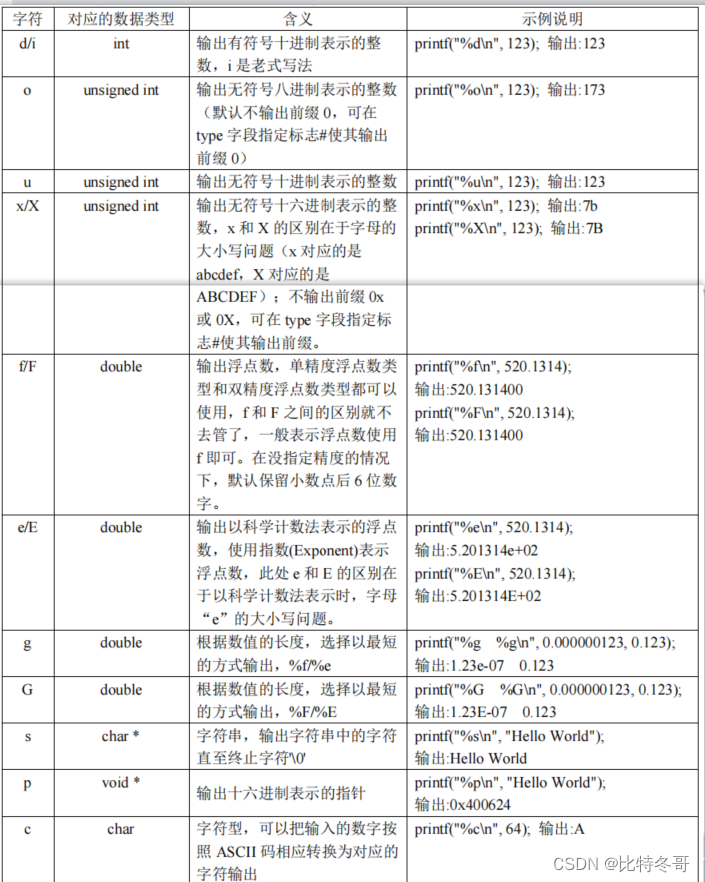 字符 对应的数据类型 含义 示例说明
d/i int 输出有符号十进制表示的整 printf("%d\n", 123); 输出:123
数，i 是老式写法
o unsigned int 输出无符号八进制表示的整数 printf("%o\n", 123); 输出:173
（默认不输出前缀 0，可在
type 字段指定标志#使其输出
前缀 0）
u unsigned int 输出无符号十进制表示的整数 printf("%u\n", 123); 输出:123
x/X unsigned int 输出无符号十六进制表示的整 printf("%x\n", 123); 输出:7b
数，x 和 X 的区别在于字母的 printf("%X\n", 123); 输出:7B
大小写问题（x 对应的是
abcdef，X 对应的是
ABCDEF）；不输出前缀 0x
或 0X，可在 type 字段指定标
志#使其输出前缀。
f/F double 输出浮点数，单精度浮点数类 printf("%f\n", 520.1314);
型和双精度浮点数类型都可以 输出:520.131400
使用，f 和 F 之间的区别就不 printf("%F\n", 520.1314);
去管了，一般表示浮点数使用 输出:520.131400
f 即可。在没指定精度的情况
下，默认保留小数点后 6 位数
字。
e/E double 输出以科学计数法表示的浮点 printf("%e\n", 520.1314);
数，使用指数(Exponent)表示 输出:5.201314e+02
浮点数，此处 e 和 E 的区别在 printf("%E\n", 520.1314);
于以科学计数法表示时，字母 输出:5.201314E+02
“e”的大小写问题。
g double 根据数值的长度，选择以最短 printf("%g %g\n", 0.000000123, 0.123);
的方式输出，%f/%e 输出:1.23e-07 0.123
G double 根据数值的长度，选择以最短 printf("%G %G\n", 0.000000123, 0.123);
的方式输出，%F/%E 输出:1.23E-07 0.123
s char * 字符串，输出字符串中的字符 printf("%s\n", "Hello World");
直至终止字符'\0' 输出:Hello World
p void * 输出十六进制表示的指针 printf("%p\n", "Hello World");
输出:0x400624
c char 字符型，可以把输入的数字按 printf("%c\n", 64); 输出:A
照 ASCII 码相应转换为对应的
字符输出
CSDN @比特冬哥